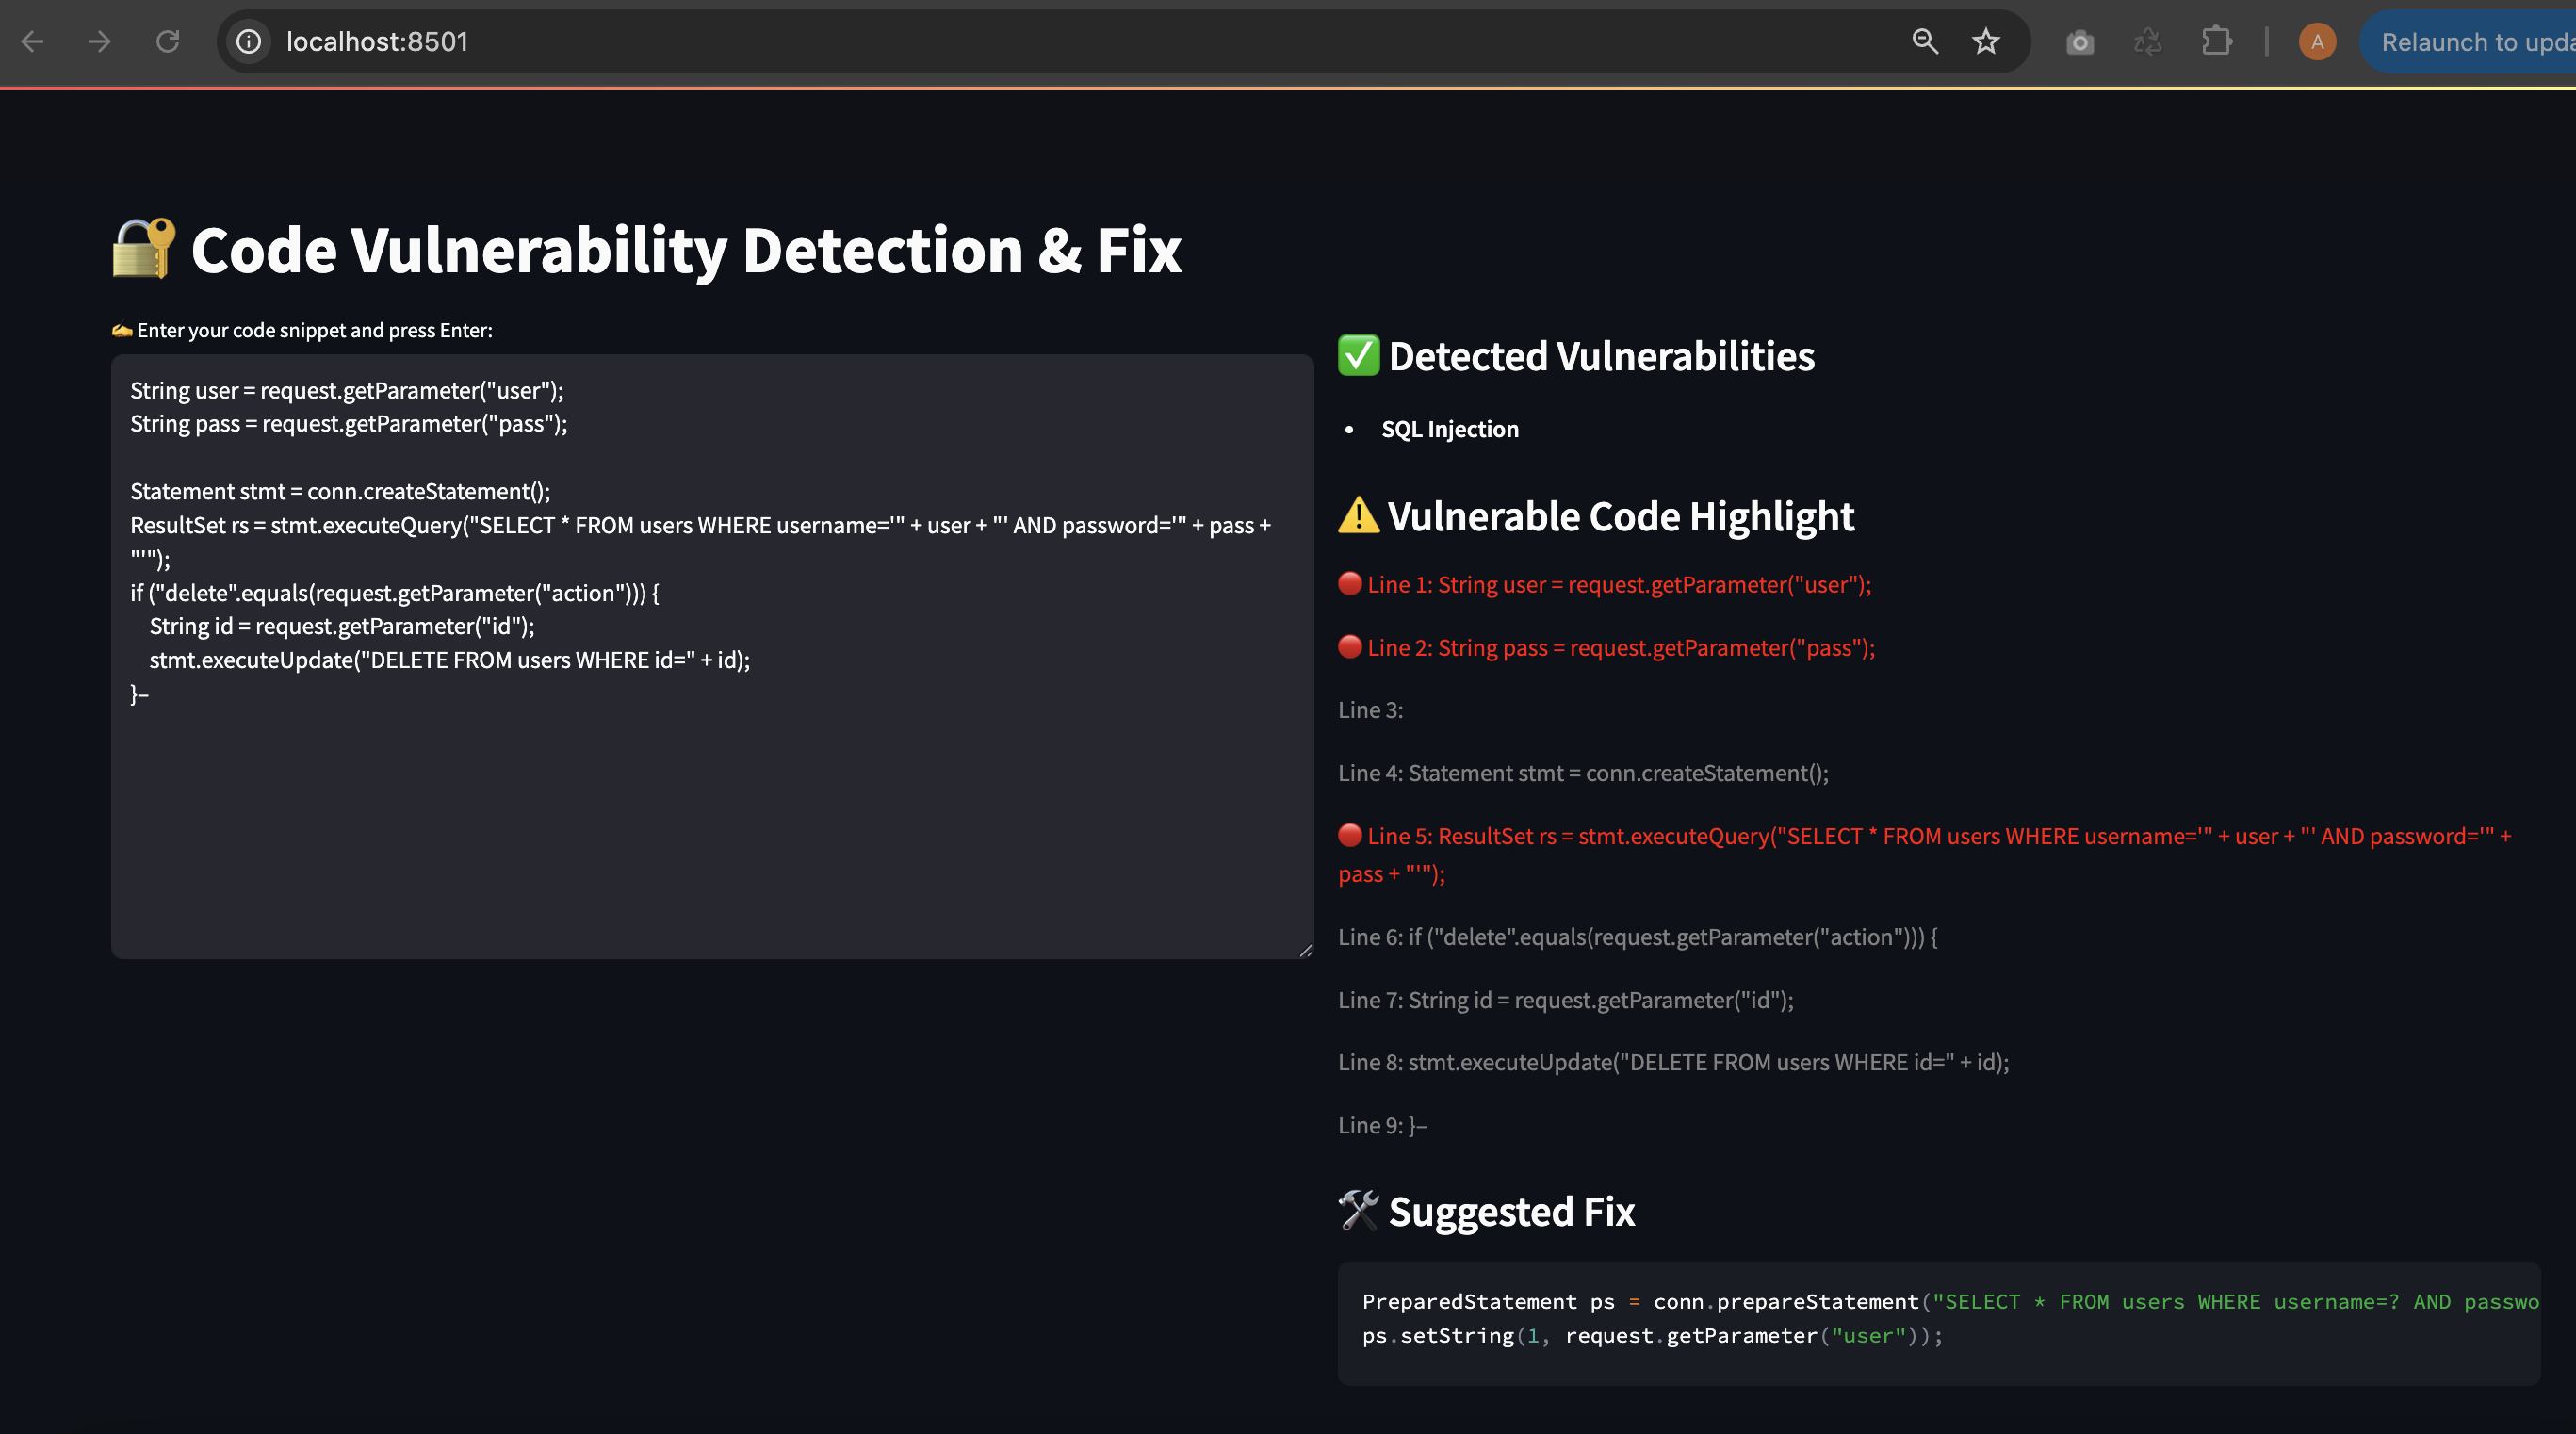 localhost:8501
A
Relaunch to upda
Code Vulnerability Detection & Fix
Enter your code snippet and press Enter:
String user = request.getParameter("user");
String pass = request.getParameter("pass");
Statement stmt = conn.createStatement();
ResultSet rs = stmt.executeQuery("SELECT * FROM users WHERE username='" + user + "' AND password='" + pass +
"'");
if ("delete".equals(request.getParameter("action"))) {
String id = request.getParameter("id");
stmt.executeUpdate("DELETE FROM users WHERE id=" + id);
}–
Detected Vulnerabilities
• SQL Injection
Vulnerable Code Highlight
Line 1: String user = request.getParameter("user");
Line 2: String pass = request.getParameter("pass");
Line 3:
Line 4: Statement stmt = conn.createStatement();
Line 5: ResultSet rs = stmt.executeQuery("SELECT * FROM users WHERE username='" + user + "' AND password='" +
pass + "'");
Line 6: if ("delete".equals(request.getParameter("action"))) {
Line 7: String id = request.getParameter("id");
Line 8: stmt.executeUpdate("DELETE FROM users WHERE id=" + id);
Line 9: }–
Suggested Fix
PreparedStatement ps = conn.prepareStatement("SELECT * FROM users WHERE username=? AND passwo
ps.setString(1, request.getParameter("user"));